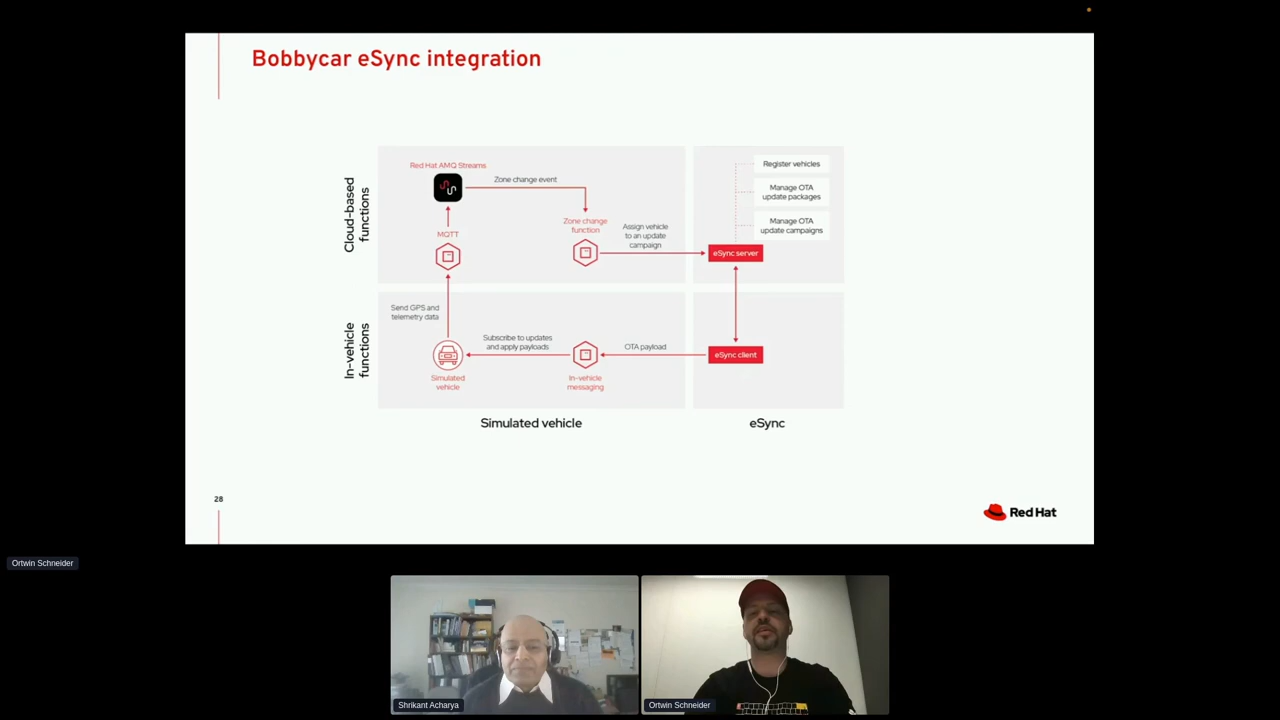 Bobbycar eSync integration
Cloud-based
functions
Red Hat AMQ Streams
Zone change event
MQTT
Zone change
function
Assign vehicle
to an update
campaign
Register vehicles
Manage OTA
update packages
Manage OTA
update campaigns
eSync server
In-vehicle
functions
Send GPS and
telemetry data
Subscribe to updates
and apply payloads
OTA payload
eSync client
Simulated
vehicle
In-vehicle
messaging
Simulated vehicle
eSync
28
Red Hat
Ortwin Schneider
Shrikant Acharya
Ortwin Schneider